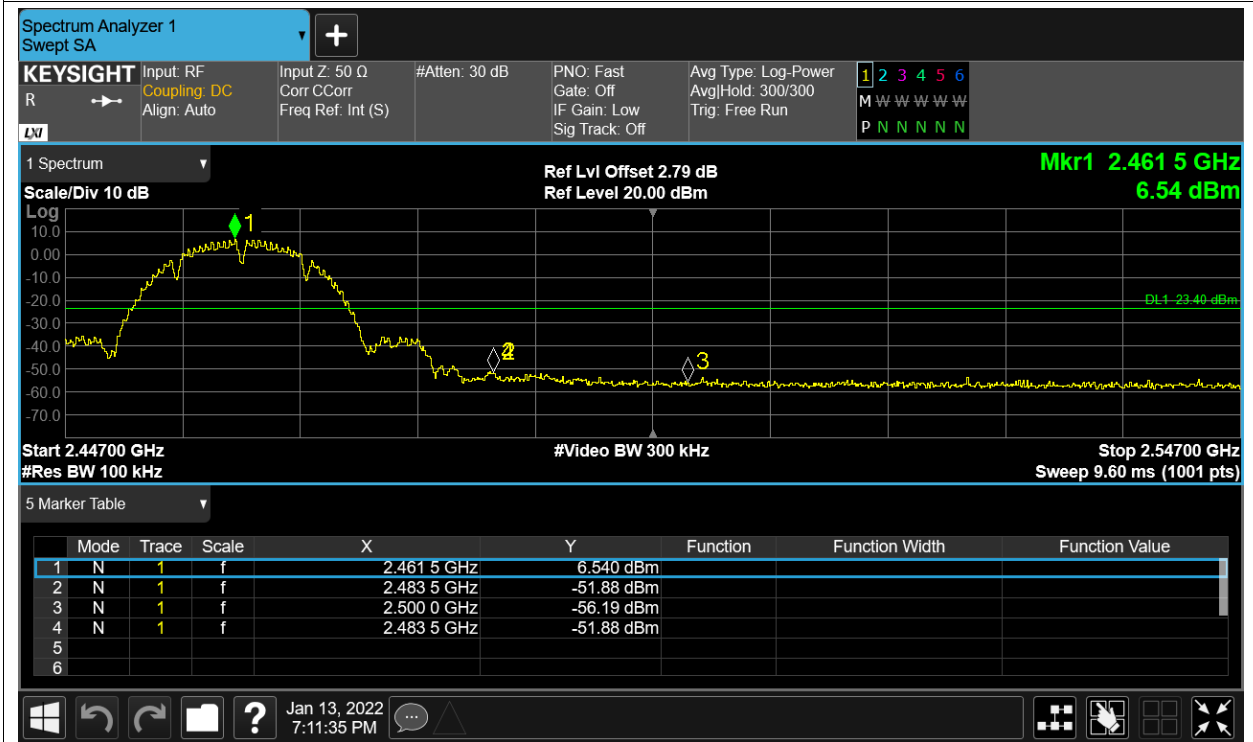 Spectrum Analyzer 1
Swept SA
+
KEYSIGHT
R
LXI
Input: RF
Coupling: DC
Align: Auto
Input Z: 50 Ω
Corr CCorr
Freq Ref: Int (S)
#Atten: 30 dB
PNO: Fast
Gate: Off
IF Gain: Low
Sig Track: Off
Avg Type: Log-Power
Avg|Hold: 300/300
Trig: Free Run
1 2 3 4 5 6
M W W W W W
P N N N N N
1 Spectrum
Scale/Div 10 dB
Ref Lvl Offset 2.79 dB
Ref Level 20.00 dBm
Mkr1 2.461 5 GHz
6.54 dBm
Log
10.0
0.00
-10.0
-20.0
-30.0
-40.0
-50.0
-60.0
-70.0
1
2
3
DL1 -23.40 dBm
Start 2.44700 GHz
#Res BW 100 kHz
#Video BW 300 kHz
Stop 2.54700 GHz
Sweep 9.60 ms (1001 pts)
5 Marker Table
Mode Trace Scale X Y Function Function Width Function Value
1 N 1 f 2.461 5 GHz 6.540 dBm
2 N 1 f 2.483 5 GHz -51.88 dBm
3 N 1 f 2.500 0 GHz -56.19 dBm
4 N 1 f 2.483 5 GHz -51.88 dBm
5
6
?
Jan 13, 2022
7:11:35 PM